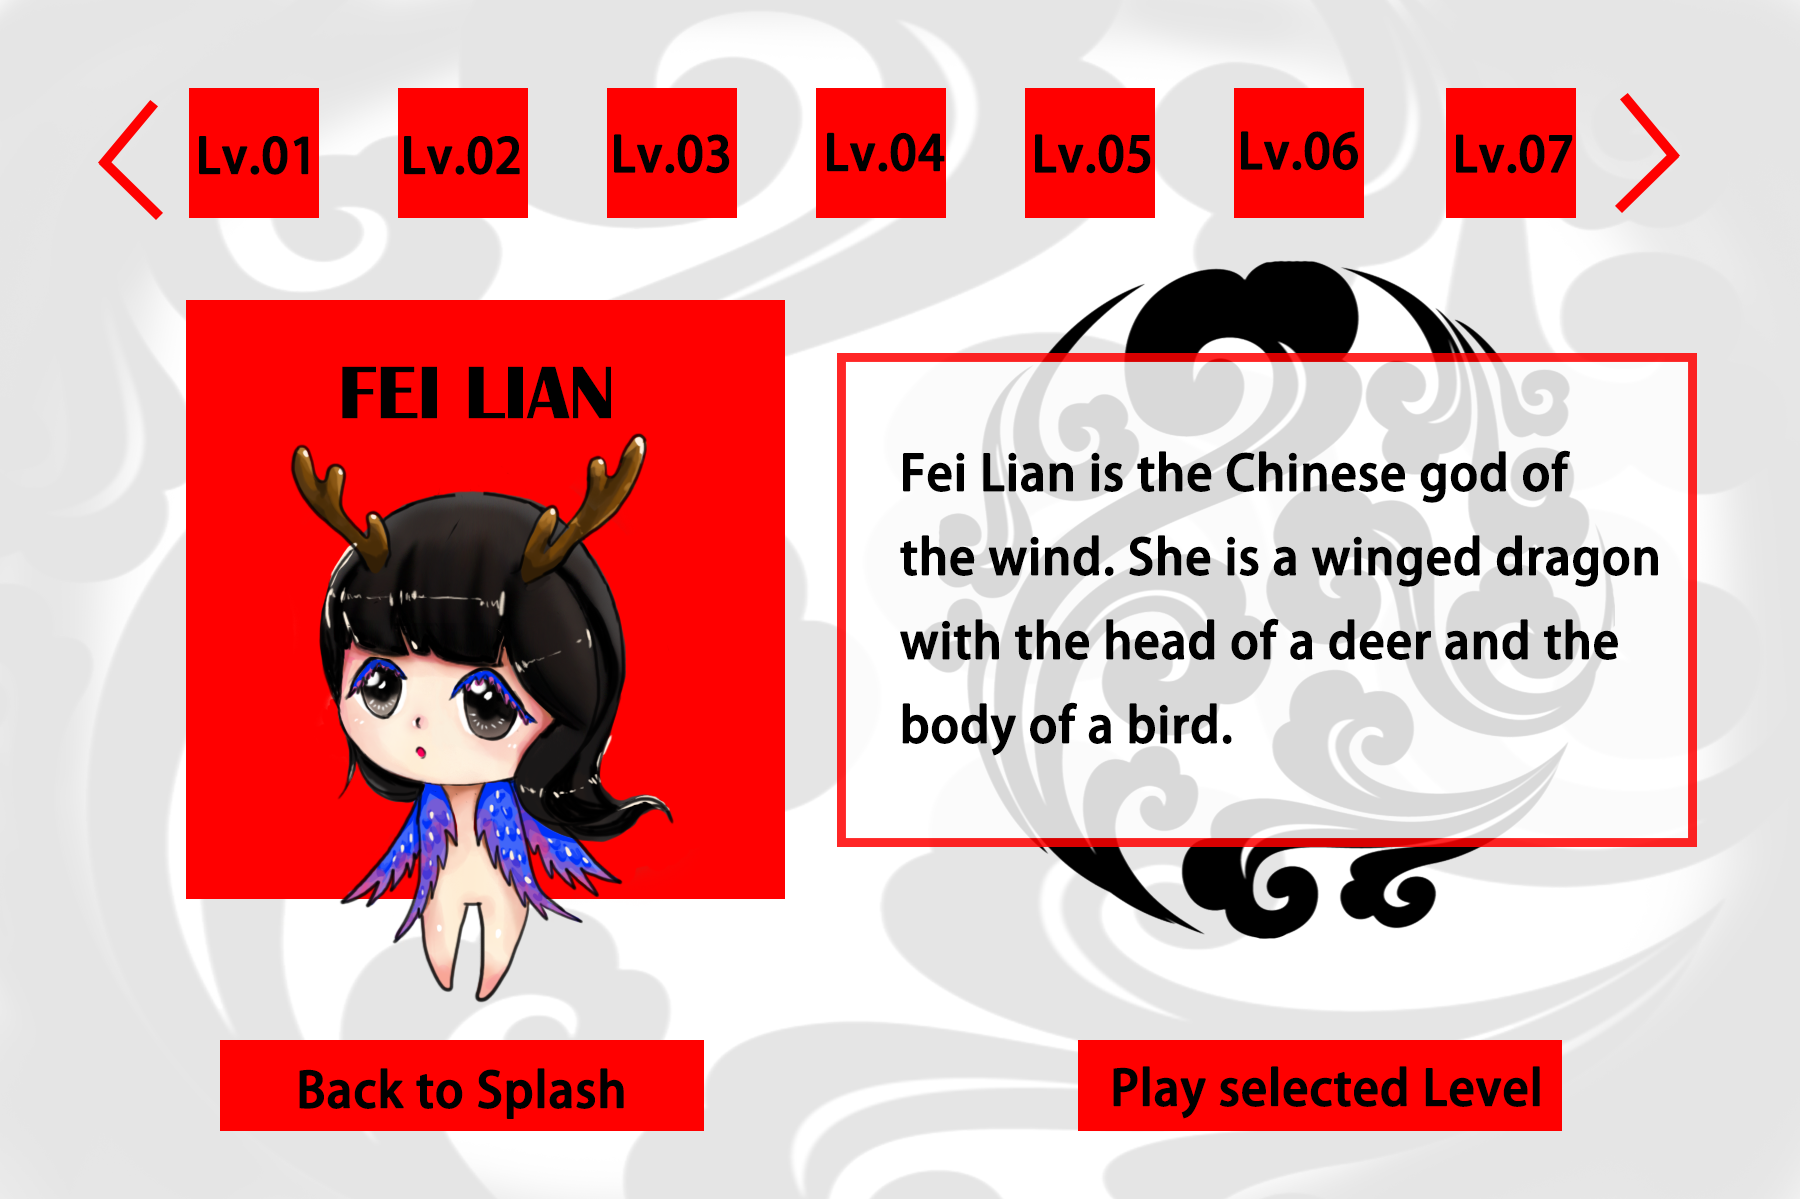 Lv.01 Lv.02 Lv.03 Lv.04 Lv.05 Lv.06 Lv.07
FEI LIAN
Fei Lian is the Chinese god of
the wind. She is a winged dragon
with the head of a deer and the
body of a bird.
Back to Splash
Play selected Level